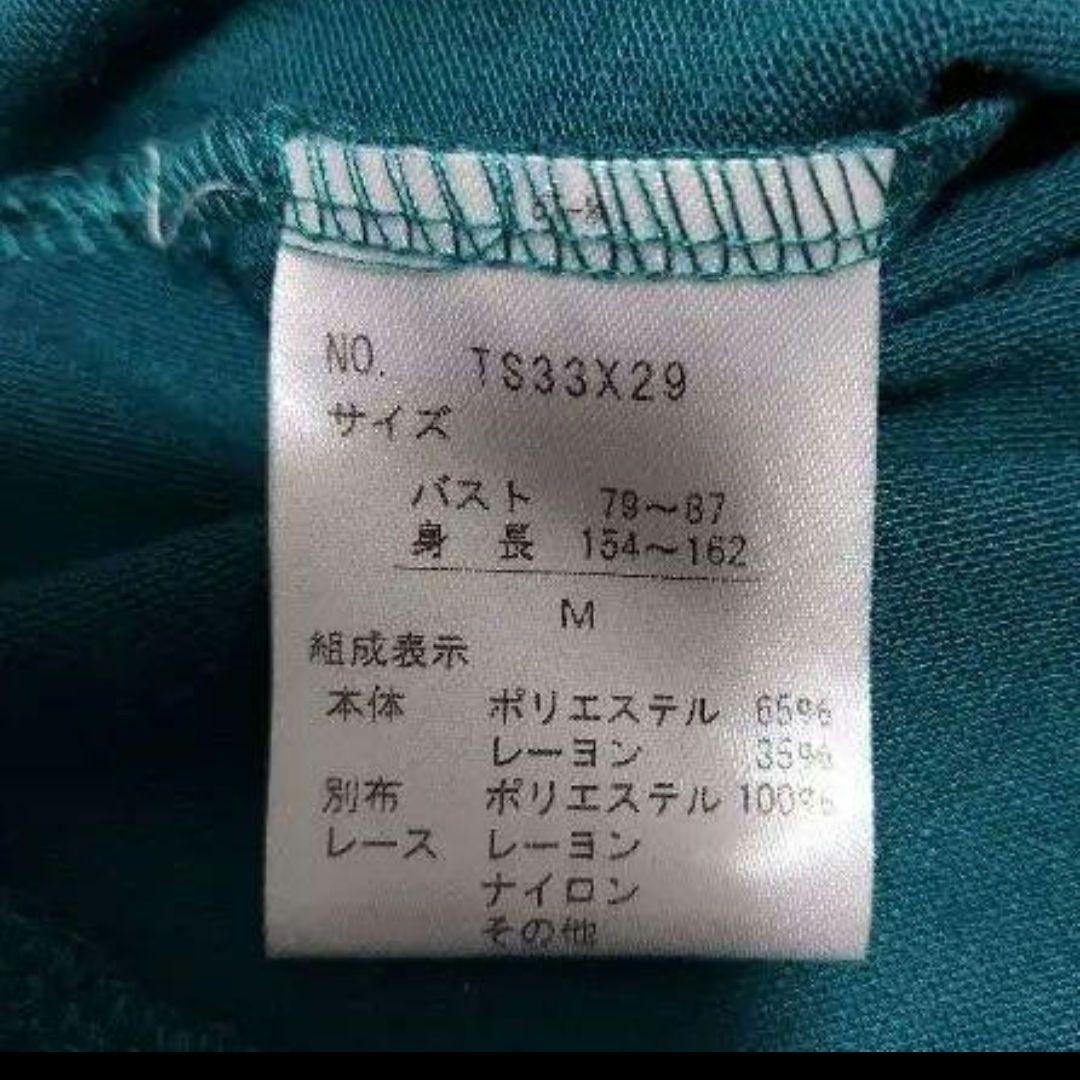 NO. TS33X29
サイズ
バスト 79～87
身長 154～162
M
組成表示
本体 ポリエステル 65%
レーヨン 35%
別布 ポリエステル 100%
レース レーヨン
ナイロン
その他